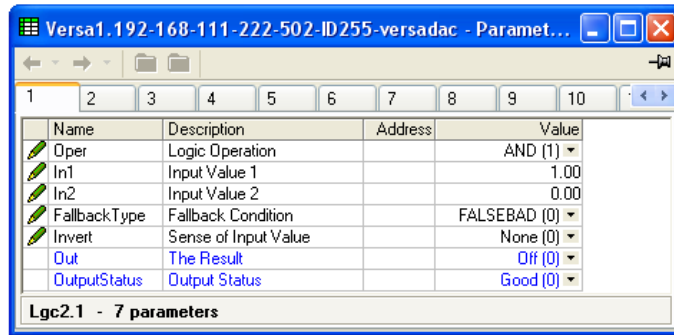 Versa1.192-168-111-222-502-ID255-versadac - Paramet...
1 2 3 4 5 6 7 8 9 10
Name Description Address Value
Oper Logic Operation AND (1)
In1 Input Value 1 1.00
In2 Input Value 2 0.00
FallbackType Fallback Condition FALSEBAD (0)
Invert Sense of Input Value None (0)
Out The Result Off (0)
OutputStatus Output Status Good (0)
Lgc2.1 - 7 parameters